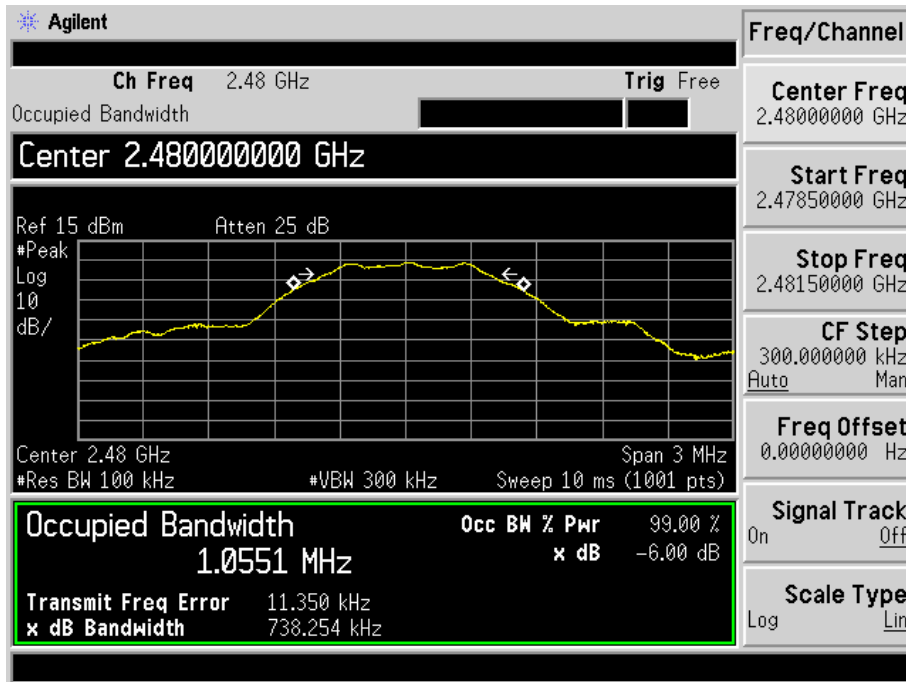 Agilent
Freq/Channel
Ch Freq 2.48 GHz Trig Free
Occupied Bandwidth
Center 2.480000000 GHz
Ref 15 dBm Atten 25 dB
#Peak
Log
10
dB/
Center 2.48 GHz Span 3 MHz
#Res BW 100 kHz #VBW 300 kHz Sweep 10 ms (1001 pts)
Occupied Bandwidth
1.0551 MHz
Occ BW % Pwr 99.00 %
x dB -6.00 dB
Transmit Freq Error 11.350 kHz
x dB Bandwidth 738.254 kHz
Center Freq
2.48000000 GHz
Start Freq
2.47850000 GHz
Stop Freq
2.48150000 GHz
CF Step
300.000000 kHz
Auto Man
Freq Offset
0.00000000 Hz
Signal Track
On Off
Scale Type
Log Lin